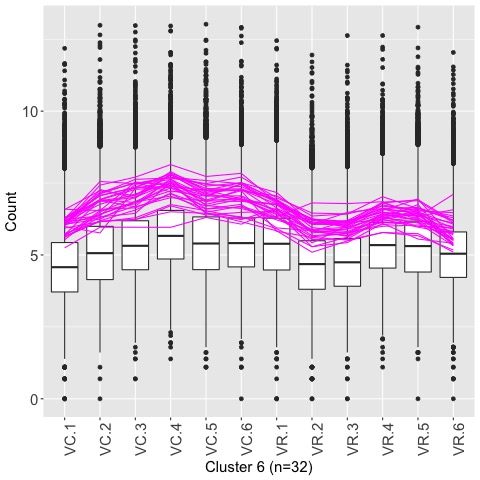 Count
10
5
0
VC.1
VC.2
VC.3
VC.4
VC.5
VC.6
VR.1
VR.2
VR.3
VR.4
VR.5
VR.6
Cluster 6 (n=32)